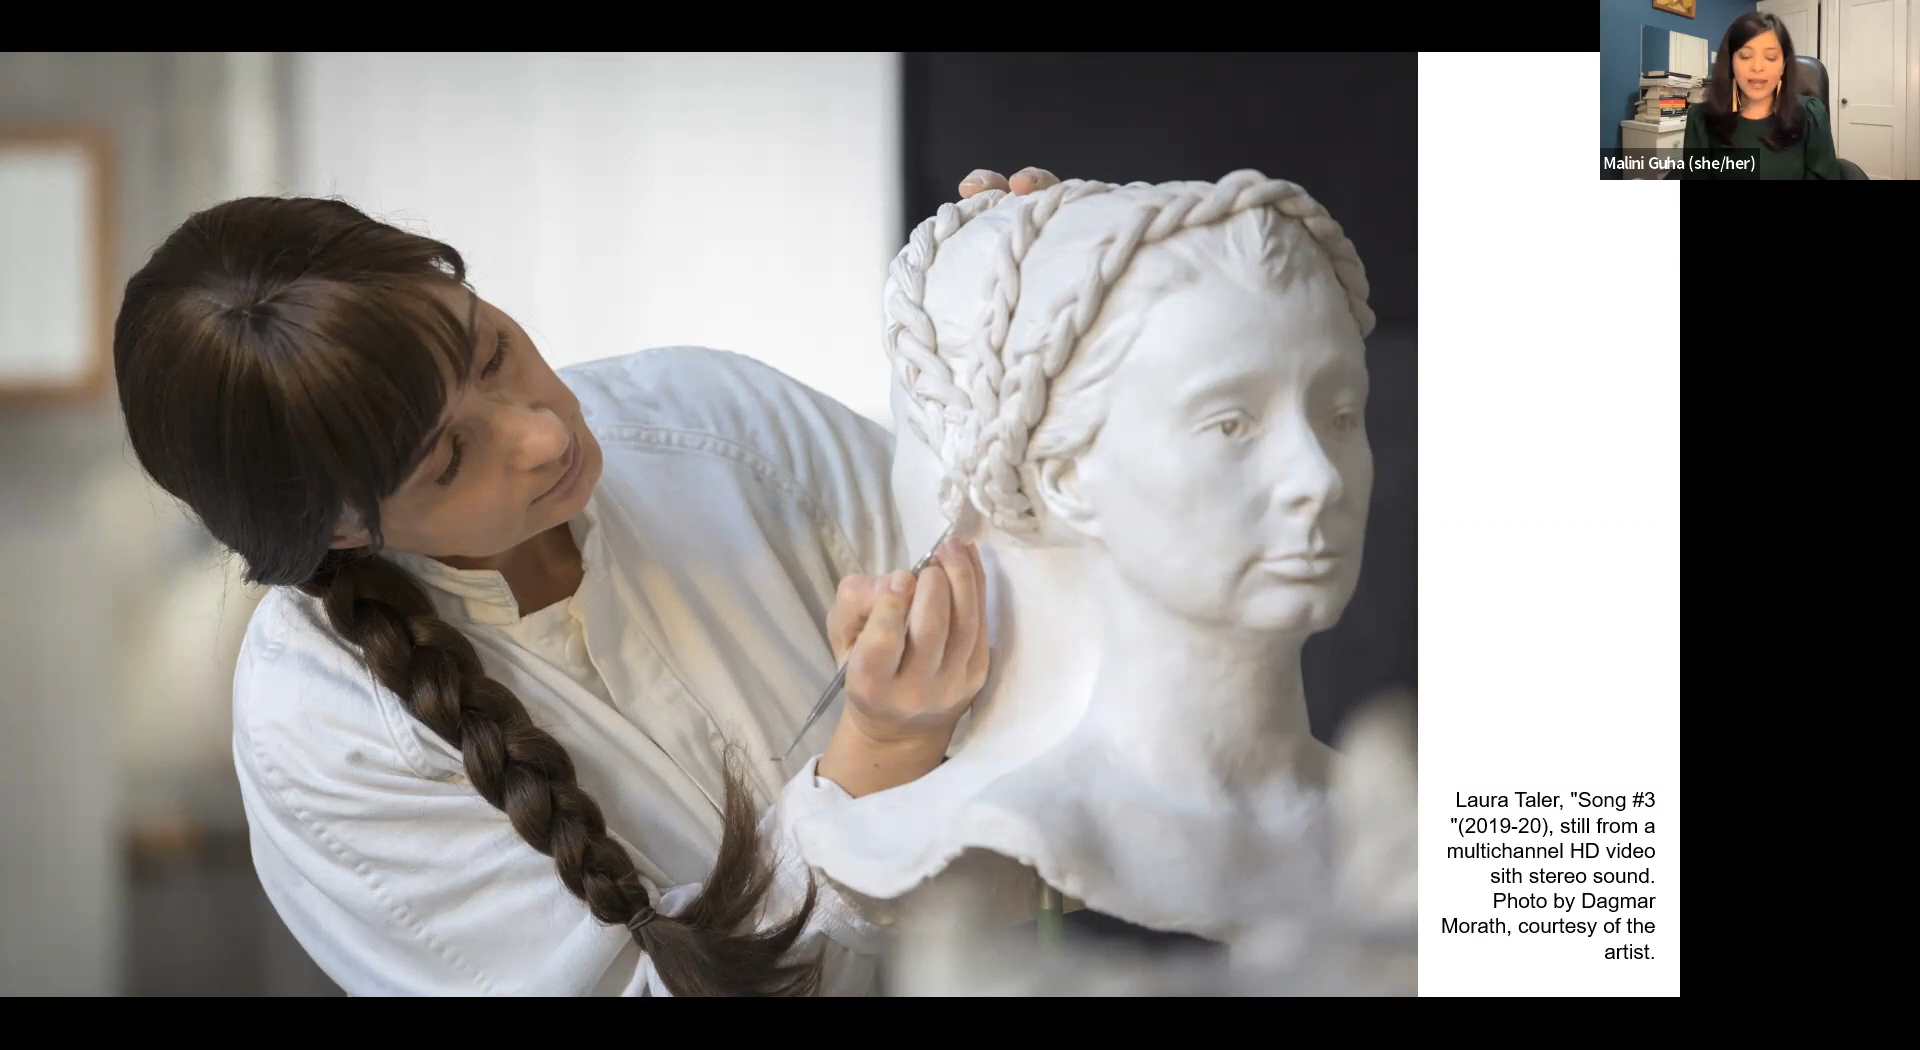 Malini Guha (she/her)
Laura Taler, "Song #3
"(2019-20), still from a
multichannel HD video
sith stereo sound.
Photo by Dagmar
Morath, courtesy of the
artist.